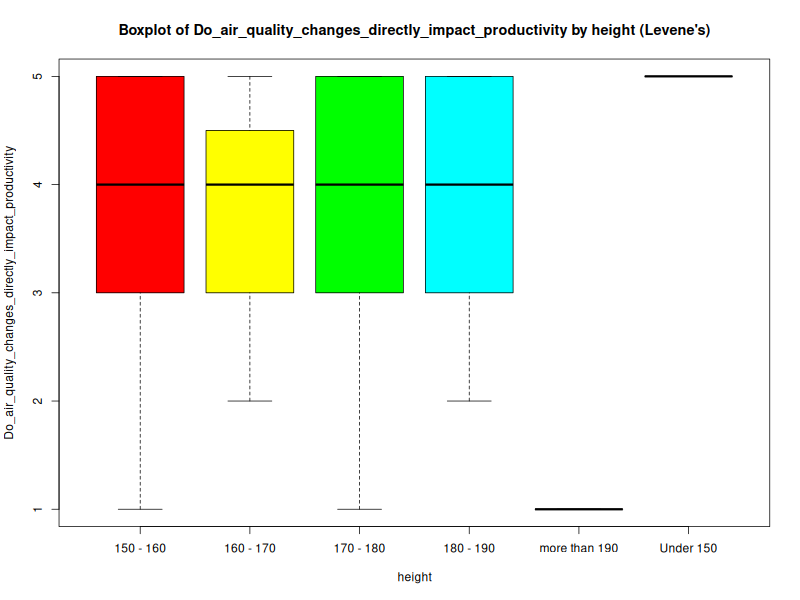 Boxplot of Do_air_quality_changes_directly_impact_productivity by height (Levene's)
Do_air_quality_changes_directly_impact_productivity
5
4
3
2
1
150 - 160
160 - 170
170 - 180
180 - 190
more than 190
Under 150
height